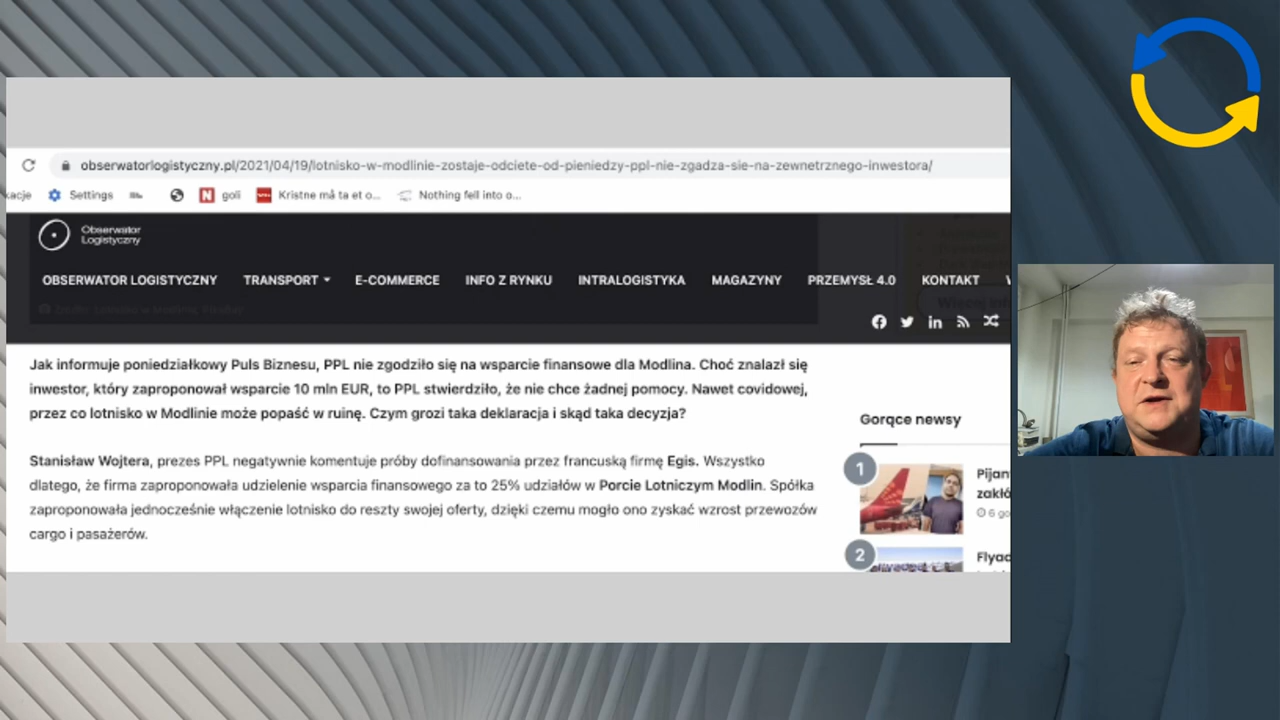 obserwatorlogistyczny.pl/2021/04/19/lotnisko-w-modlinie-zostaje-odciete-od-pieniedzy-ppl-nie-zgadza-sie-na-zewnetrznego-inwestora/
kacje Settings goli Kristne må ta et o... Nothing fell into o...
Obserwator
Logistyczny
OBSERWATOR LOGISTYCZNY TRANSPORT E-COMMERCE INFO Z RYNKU INTRALOGISTYKA MAGAZYNY PRZEMYSŁ 4.0 KONTAKT
Jak informuje poniedziałkowy Puls Biznesu, PPL nie zgodziło się na wsparcie finansowe dla Modlina. Choć znalazł się
inwestor, który zaproponował wsparcie 10 mln EUR, to PPL stwierdziło, że nie chce żadnej pomocy. Nawet covidowej,
przez co lotnisko w Modlinie może popaść w ruinę. Czym grozi taka deklaracja i skąd taka decyzja?
Stanisław Wojtera, prezes PPL negatywnie komentuje próby dofinansowania przez francuską firmę Egis. Wszystko
dlatego, że firma zaproponowała udzielenie wsparcia finansowego za to 25% udziałów w Porcie Lotniczym Modlin. Spółka
zaproponowała jednocześnie włączenie lotnisko do reszty swojej oferty, dzięki czemu mogło ono zyskać wzrost przewozów
cargo i pasażerów.
Gorące newsy
1
Pijan
zakłó
6 go
2
Flyad